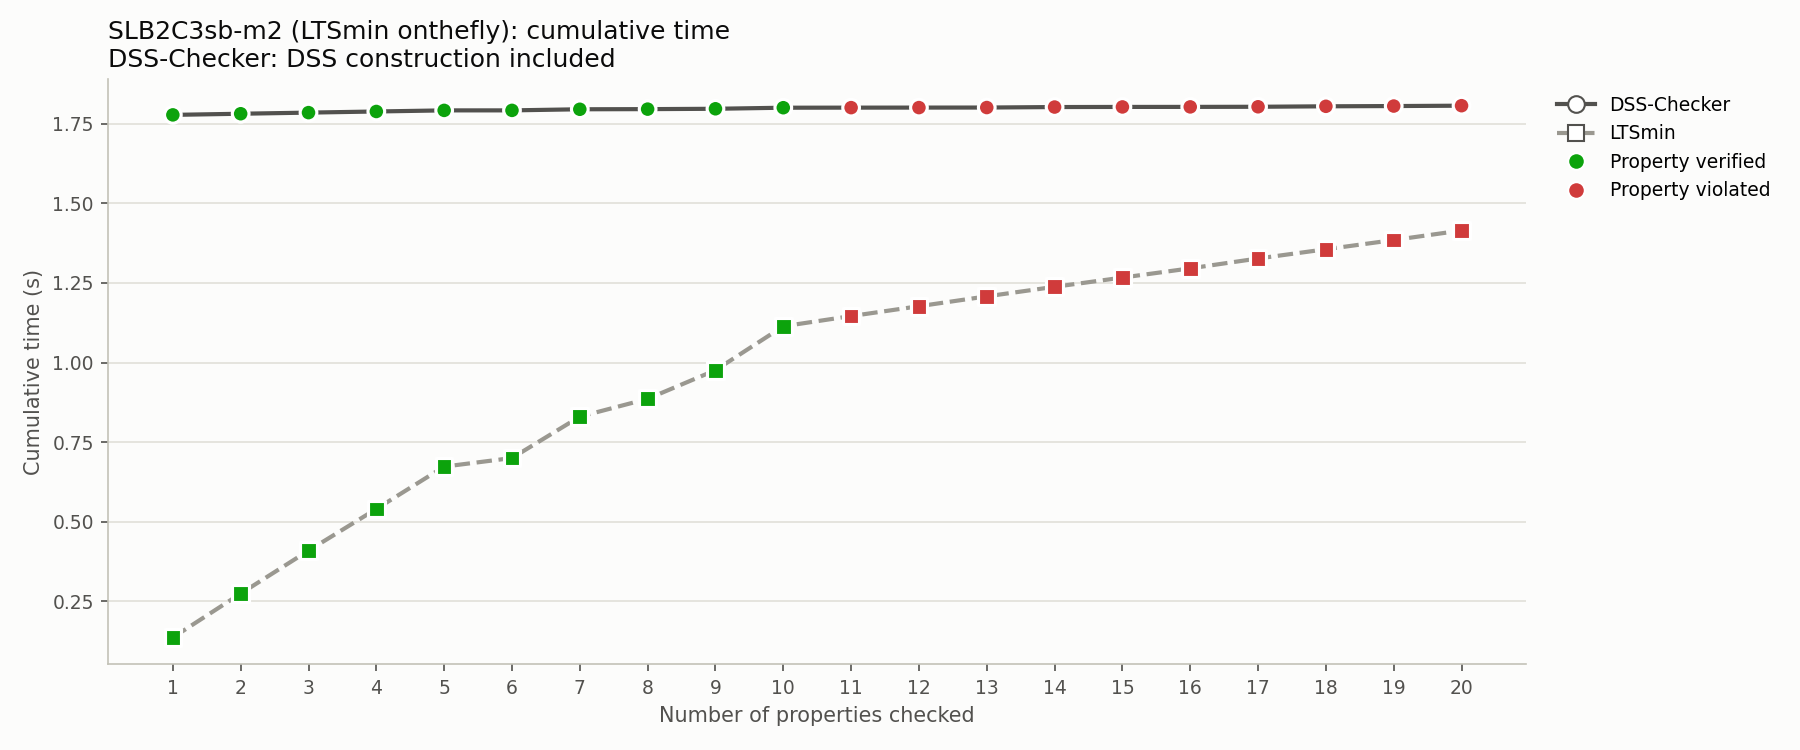 SLB2C3sb-m2 (LTSmin onthefly): cumulative time
DSS-Checker: DSS construction included
Cumulative time (s)
1.75
1.50
1.25
1.00
0.75
0.50
0.25
1 2 3 4 5 6 7 8 9 10 11 12 13 14 15 16 17 18 19 20
Number of properties checked
DSS-Checker
LTSmin
Property verified
Property violated